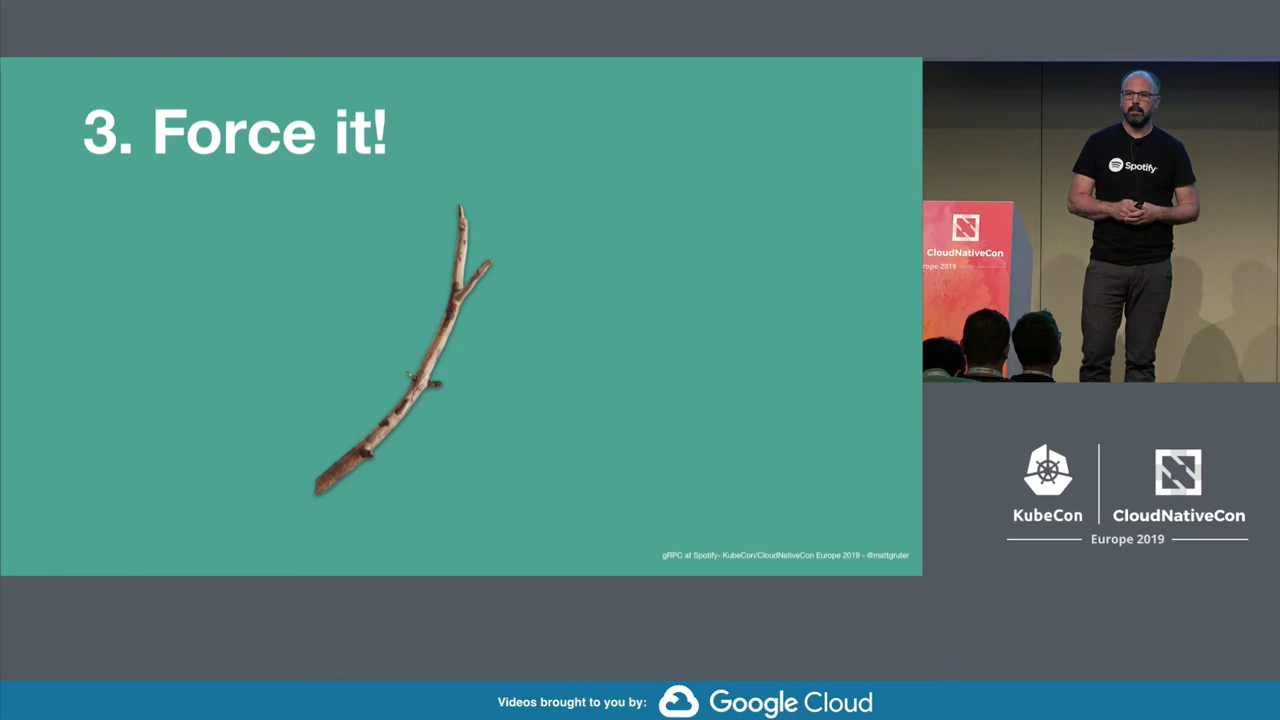 3. Force it!
gRPC at Spotify- KubeCon/CloudNativeCon Europe 2019 - @mattgruter
Spotify
CloudNativeCon
rope 2019
KubeCon
CloudNativeCon
Europe 2019
Videos brought to you by: Google Cloud